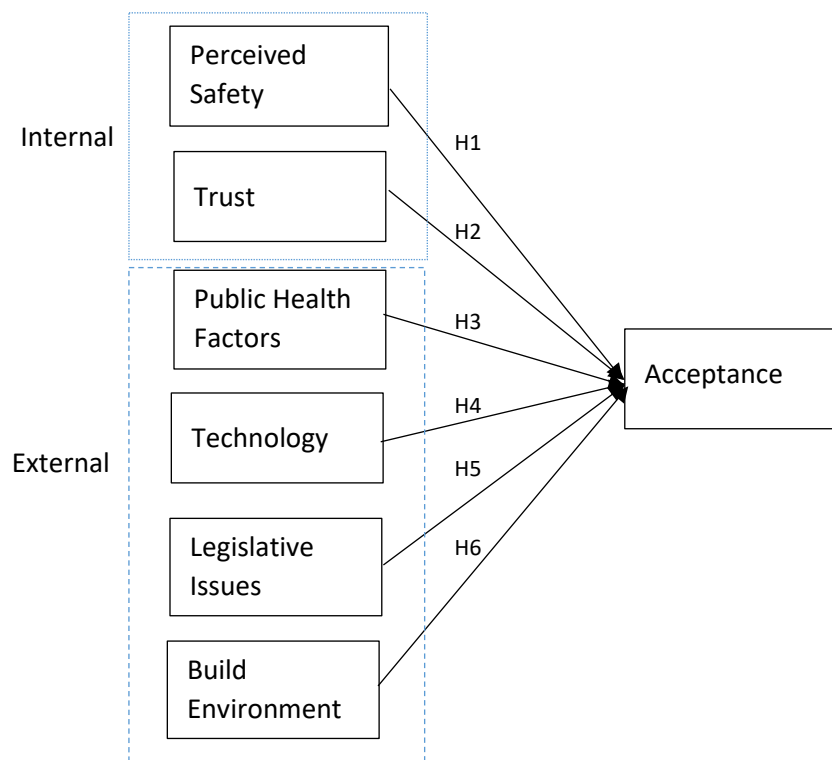 Internal
Perceived
Safety
Trust
External
Public Health
Factors
Technology
Legislative
Issues
Build
Environment
H1
H2
H3
H4
H5
H6
Acceptance